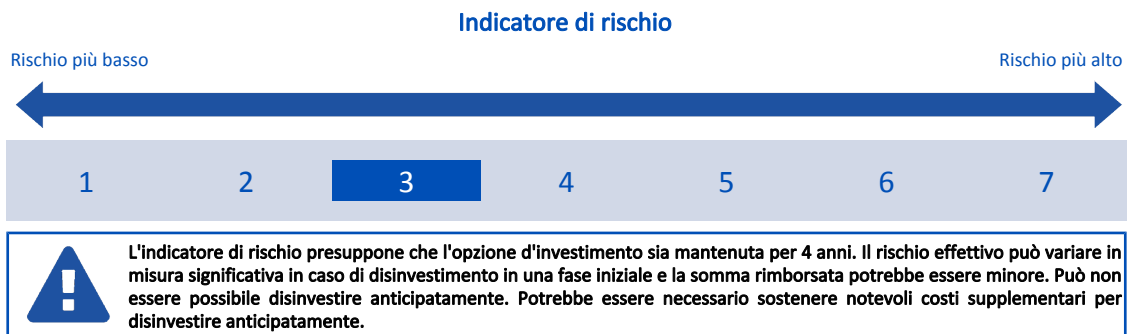 Indicatore di rischio
Rischio più basso Rischio più alto
1 2 3 4 5 6 7
L'indicatore di rischio presuppone che l'opzione d'investimento sia mantenuta per 4 anni. Il rischio effettivo può variare in
misura significativa in caso di disinvestimento in una fase iniziale e la somma rimborsata potrebbe essere minore. Può non
essere possibile disinvestire anticipatamente. Potrebbe essere necessario sostenere notevoli costi supplementari per
disinvestire anticipatamente.